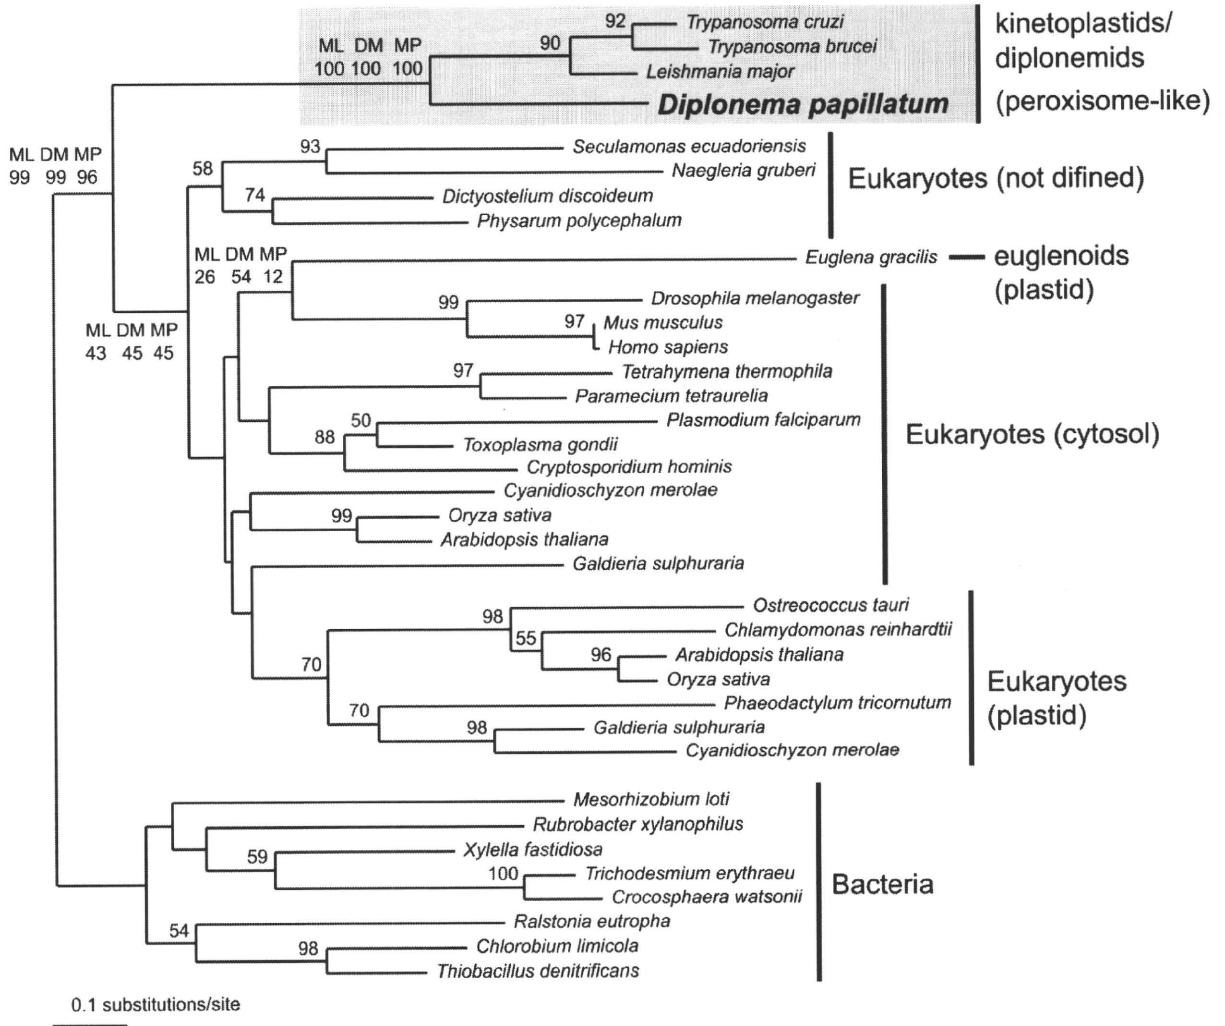 92 Trypanosoma cruzi
ML DM MP 90 Trypanosoma brucei
100 100 100 Leishmania major
Diplonema papillatum
kinetoplastids/
diplonemids
(peroxisome-like)
ML DM MP
99 99 96
93 Seculamonas ecuadoriensis
58 Naegleria gruberi
74 Dictyostelium discoideum
Physarum polycephalum
Eukaryotes (not difined)
ML DM MP
26 54 12
Euglena gracilis
euglenoids
(plastid)
ML DM MP
43 45 45
99 Drosophila melanogaster
97 Mus musculus
Homo sapiens
97 Tetrahymena thermophila
Paramecium tetraurelia
50 Plasmodium falciparum
88 Toxoplasma gondii
Cryptosporidium hominis
Cyanidioschyzon merolae
99 Oryza sativa
Arabidopsis thaliana
Galdieria sulphuraria
Eukaryotes (cytosol)
98 Ostreococcus tauri
55 Chlamydomonas reinhardtii
96 Arabidopsis thaliana
70 Oryza sativa
70 Phaeodactylum tricornutum
98 Galdieria sulphuraria
Cyanidioschyzon merolae
Eukaryotes
(plastid)
Mesorhizobium loti
Rubrobacter xylanophilus
59 Xylella fastidiosa
100 Trichodesmium erythraeu
Crocosphaera watsonii
54 Ralstonia eutropha
98 Chlorobium limicola
Thiobacillus denitrificans
Bacteria
0.1 substitutions/site